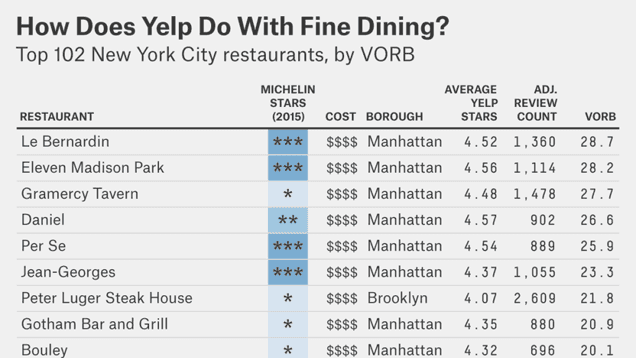 How Does Yelp Do With Fine Dining?
Top 102 New York City restaurants, by VORB
RESTAURANT MICHELIN STARS (2015) COST BOROUGH AVERAGE YELP STARS ADJ. REVIEW COUNT VORB
Le Bernardin *** $$$$ Manhattan 4.52 1,360 28.7
Eleven Madison Park *** $$$$ Manhattan 4.56 1,114 28.2
Gramercy Tavern * $$$$ Manhattan 4.48 1,478 27.7
Daniel ** $$$$ Manhattan 4.57 902 26.6
Per Se *** $$$$ Manhattan 4.54 889 25.9
Jean-Georges *** $$$$ Manhattan 4.37 1,055 23.3
Peter Luger Steak House * $$$$ Brooklyn 4.07 2,609 21.8
Gotham Bar and Grill * $$$$ Manhattan 4.35 880 20.9
Bouley * $$$$ Manhattan 4.32 696 20.1